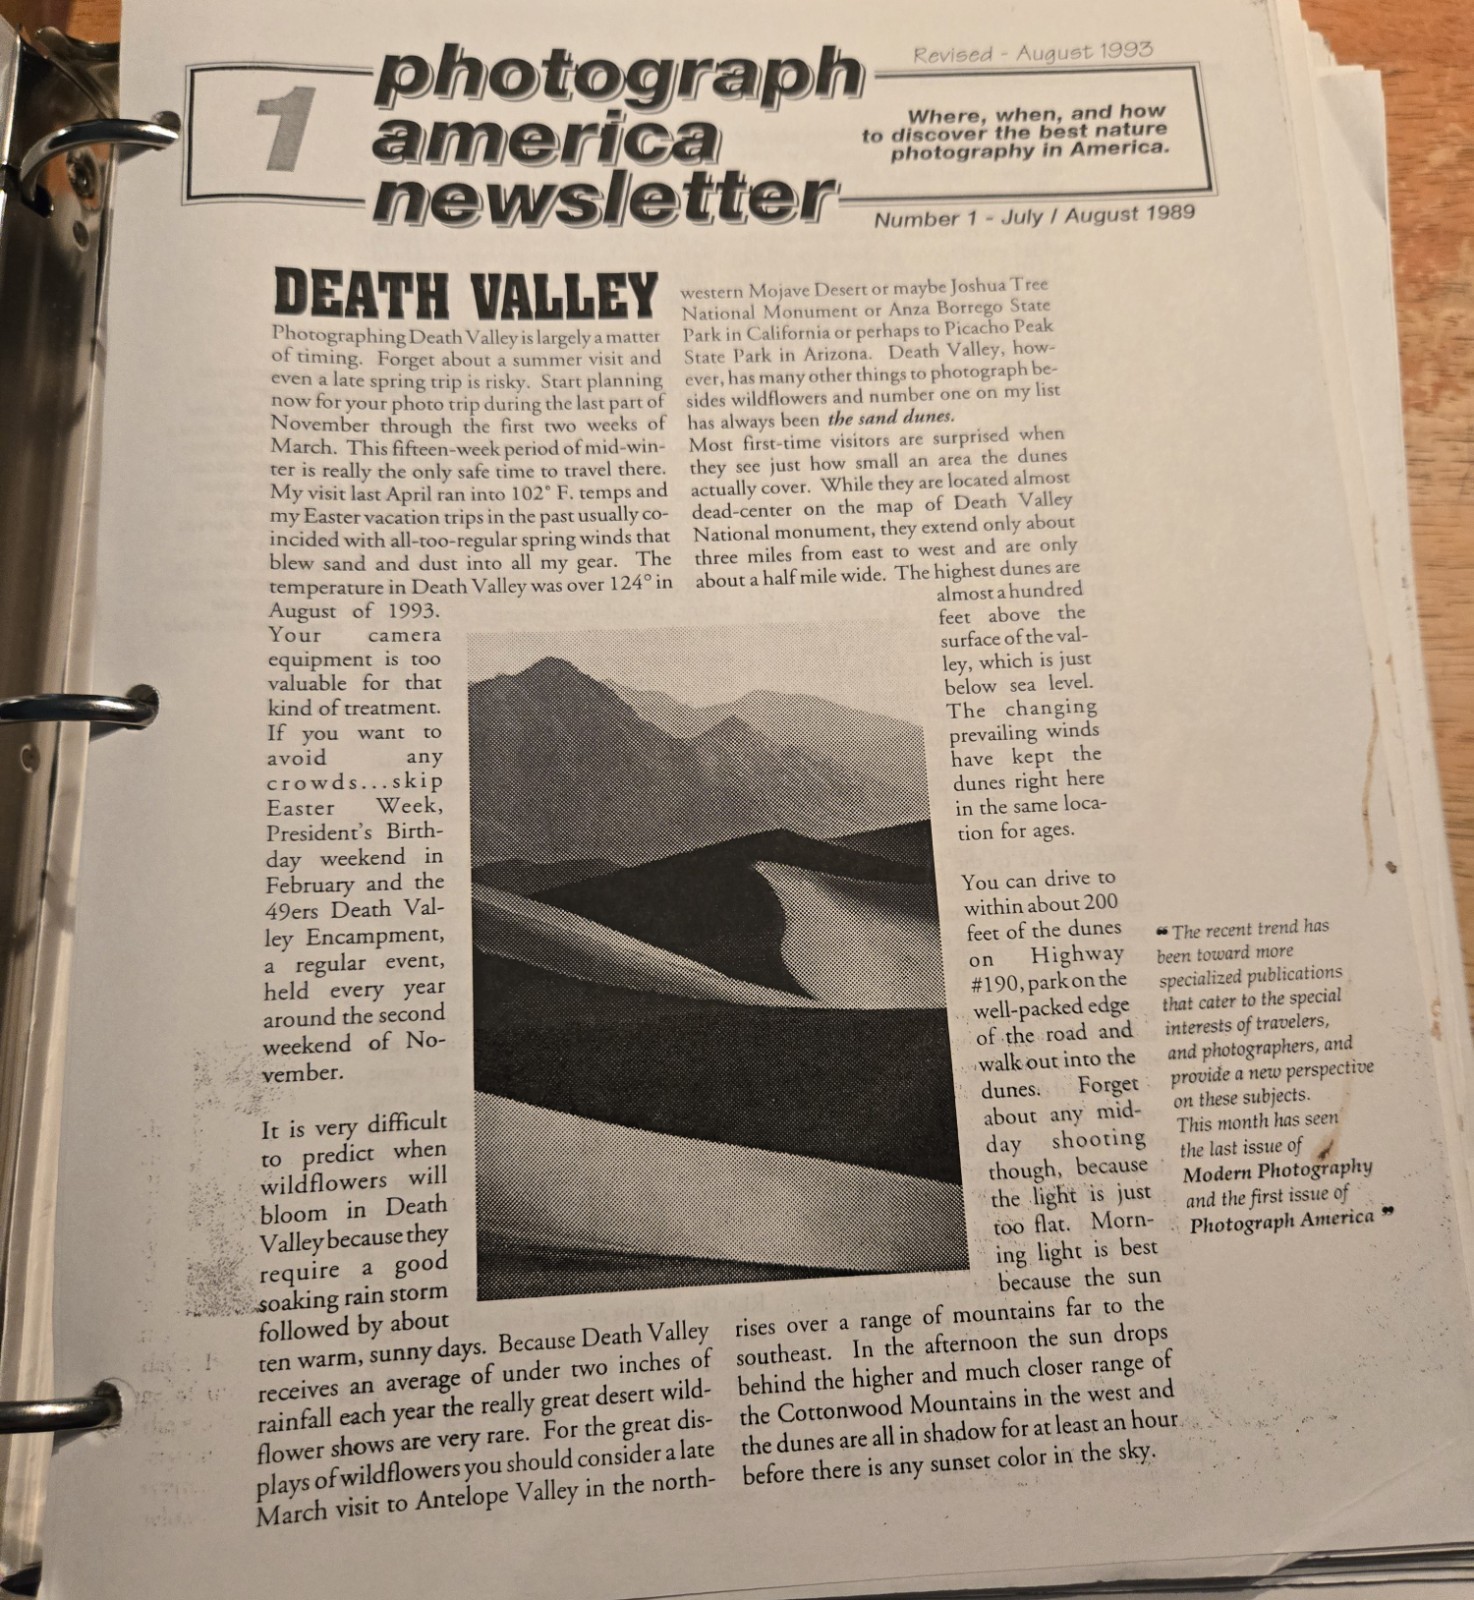 1
photograph
america
newsletter
Revised - August 1993
Where, when, and how
to discover the best nature
photography in America.
Number 1 - July / August 1989
DEATH VALLEY
Photographing Death Valley is largely a matter
of timing. Forget about a summer visit and
even a late spring trip is risky. Start planning
now for your photo trip during the last part of
November through the first two weeks of
March. This fifteen-week period of mid-win-
ter is really the only safe time to travel there.
My visit last April ran into 102° F. temps and
my Easter vacation trips in the past usually co-
incided with all-too-regular spring winds that
blew sand and dust into all my gear. The
temperature in Death Valley was over 124° in
August of 1993.
Your camera
equipment is too
valuable for that
kind of treatment.
If you want to
avoid any
crowds...skip
Easter Week,
President's Birth-
day weekend in
February and the
49ers Death Val-
ley Encampment,
a regular event,
held every year
around the second
weekend of No-
vember.
It is very difficult
to predict when
wildflowers will
bloom in Death
Valley because they
require a good
soaking rain storm
followed by about
ten warm, sunny days. Because Death Valley
receives an average of under two inches of
rainfall each year the really great desert wild-
flower shows are very rare. For the great dis-
plays of wildflowers you should consider a late
March visit to Antelope Valley in the north-
western Mojave Desert or maybe Joshua Tree
National Monument or Anza Borrego State
Park in California or perhaps to Picacho Peak
State Park in Arizona. Death Valley, how-
ever, has many other things to photograph be-
sides wildflowers and number one on my list
has always been the sand dunes.
Most first-time visitors are surprised when
they see just how small an area the dunes
actually cover. While they are located almost
dead-center on the map of Death Valley
National monument, they extend only about
three miles from east to west and are only
about a half mile wide. The highest dunes are
almost a hundred
feet above the
surface of the val-
ley, which is just
below sea level.
The changing
prevailing winds
have kept the
dunes right here
in the same loca-
tion for ages.
You can drive to
within about 200
feet of the dunes
on Highway
#190, park on the
well-packed edge
of the road and
walk out into the
dunes. Forget
about any mid-
day shooting
though, because
the light is just
too flat. Morn-
ing light is best
because the sun
rises over a range of mountains far to the
southeast. In the afternoon the sun drops
behind the higher and much closer range of
the Cottonwood Mountains in the west and
the dunes are all in shadow for at least an hour
before there is any sunset color in the sky.
❝ The recent trend has
been toward more
specialized publications
that cater to the special
interests of travelers,
and photographers, and
provide a new perspective
on these subjects.
This month has seen
the last issue of
Modern Photography
and the first issue of
Photograph America ❞